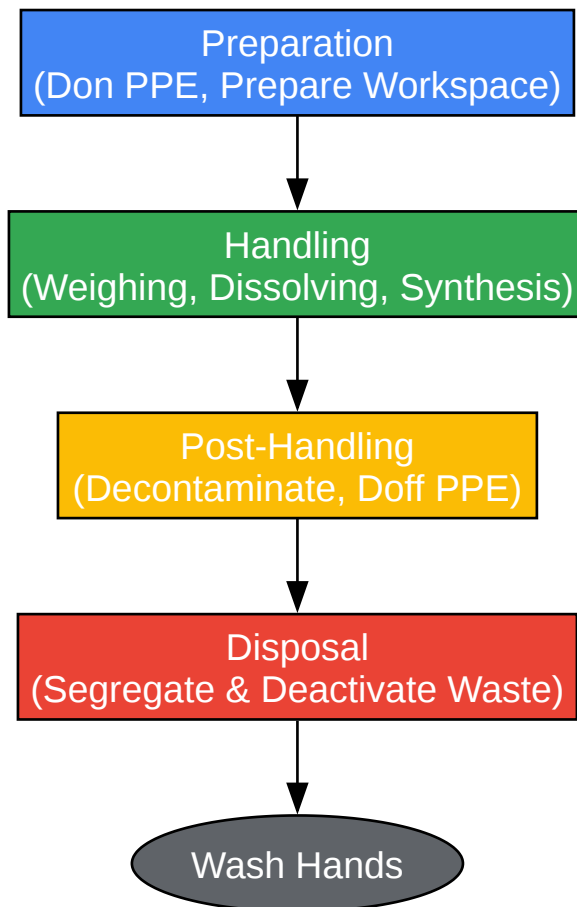 Preparation
(Don PPE, Prepare Workspace)
Handling
(Weighing, Dissolving, Synthesis)
Post-Handling
(Decontaminate, Doff PPE)
Disposal
(Segregate & Deactivate Waste)
Wash Hands